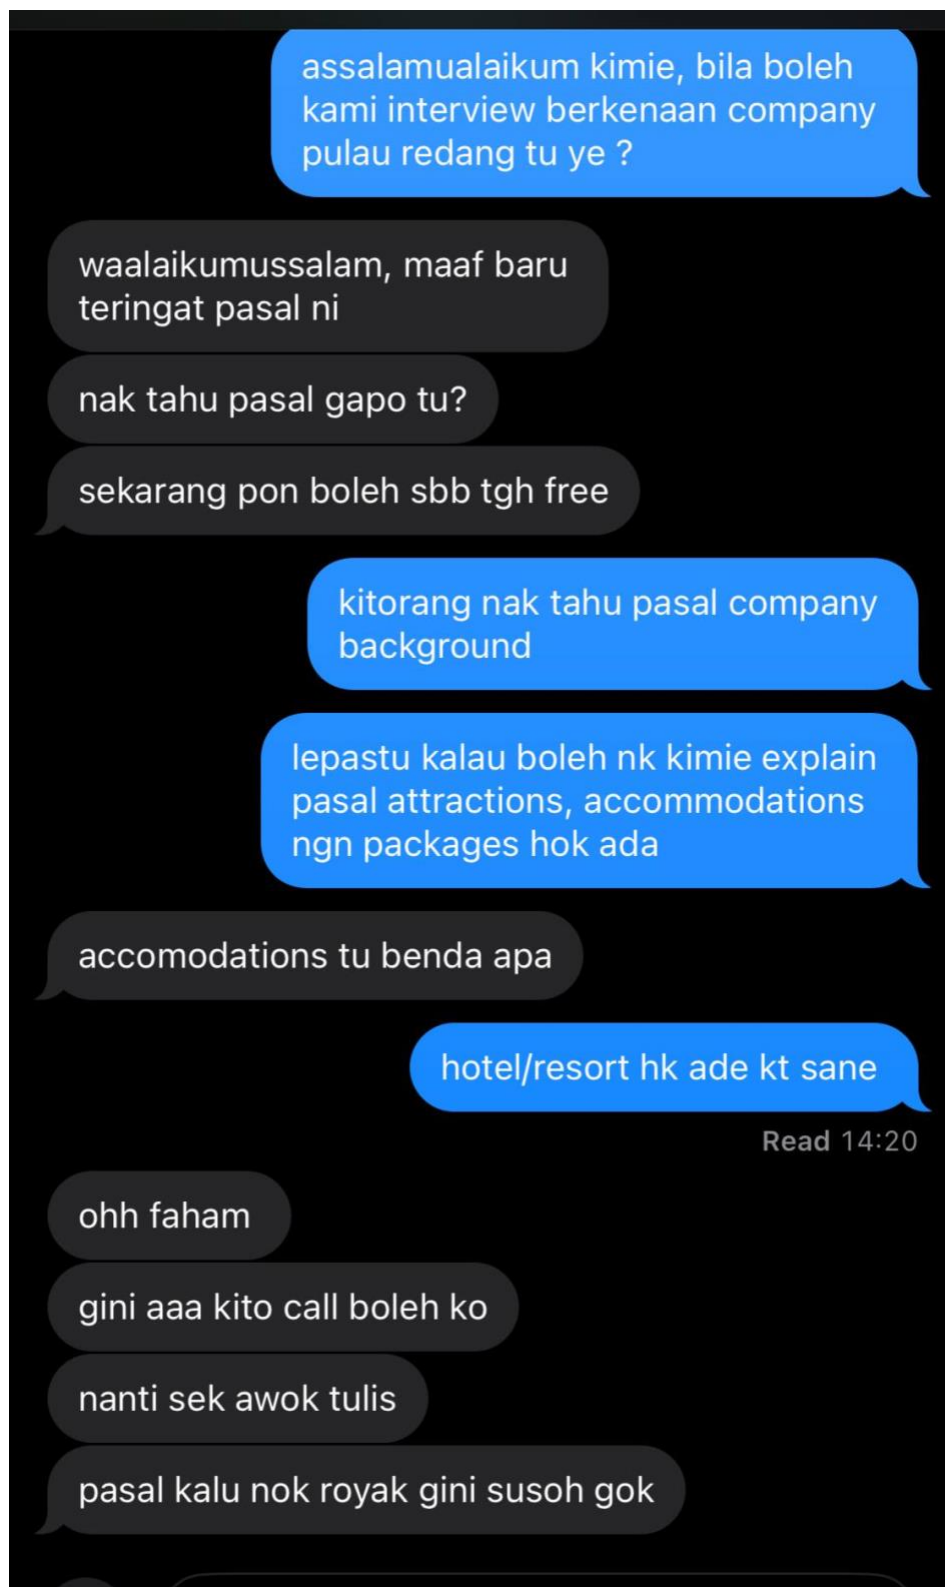 assalamualaikum kimie, bila boleh
kami interview berkenaan company
pulau redang tu ye ?
waalaikumussalam, maaf baru
teringat pasal ni
nak tahu pasal gapo tu?
sekarang pon boleh sbb tgh free
kitorang nak tahu pasal company
background
lepastu kalau boleh nk kimie explain
pasal attractions, accommodations
ngn packages hok ada
accomodations tu benda apa
hotel/resort hk ade kt sane
Read 14:20
ohh faham
gini aaa kito call boleh ko
nanti sek awok tulis
pasal kalu nok royak gini susoh gok